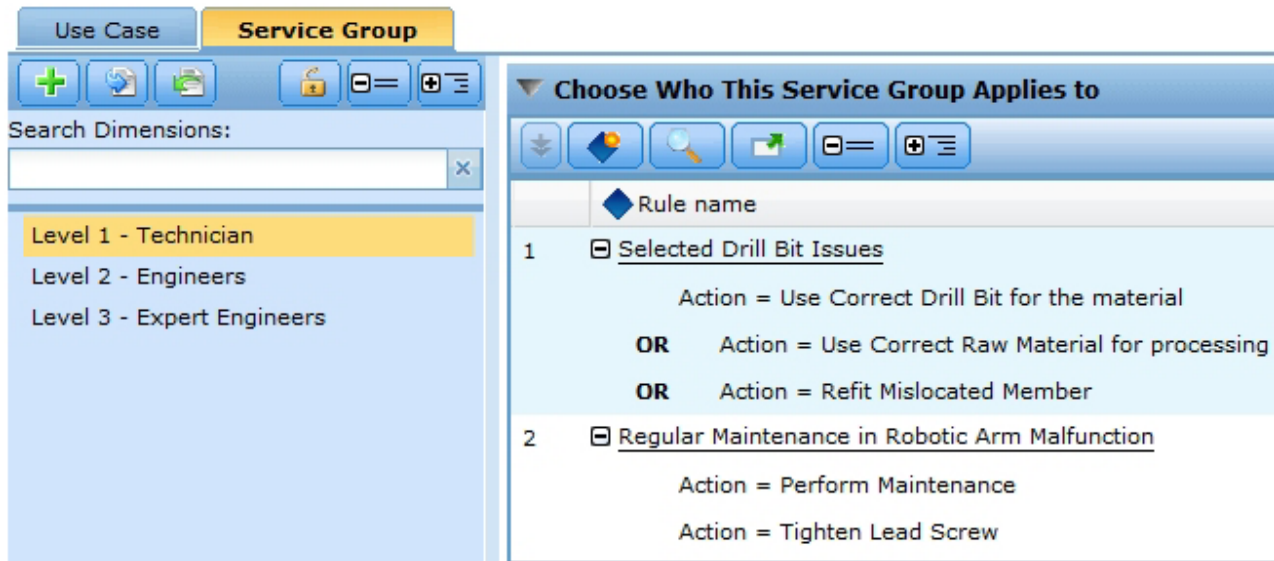 Use Case
Service Group
Search Dimensions:
Level 1 - Technician
Level 2 - Engineers
Level 3 - Expert Engineers
Choose Who This Service Group Applies to
Rule name
1 Selected Drill Bit Issues
Action = Use Correct Drill Bit for the material
OR Action = Use Correct Raw Material for processing
OR Action = Refit Mislocated Member
2 Regular Maintenance in Robotic Arm Malfunction
Action = Perform Maintenance
Action = Tighten Lead Screw